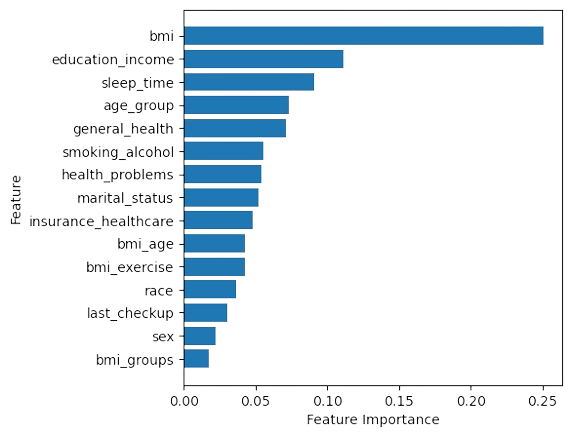 bmi
education_income
sleep_time
age_group
general_health
smoking_alcohol
health_problems
marital_status
insurance_healthcare
bmi_age
bmi_exercise
race
last_checkup
sex
bmi_groups
Feature
0.00 0.05 0.10 0.15 0.20 0.25
Feature Importance